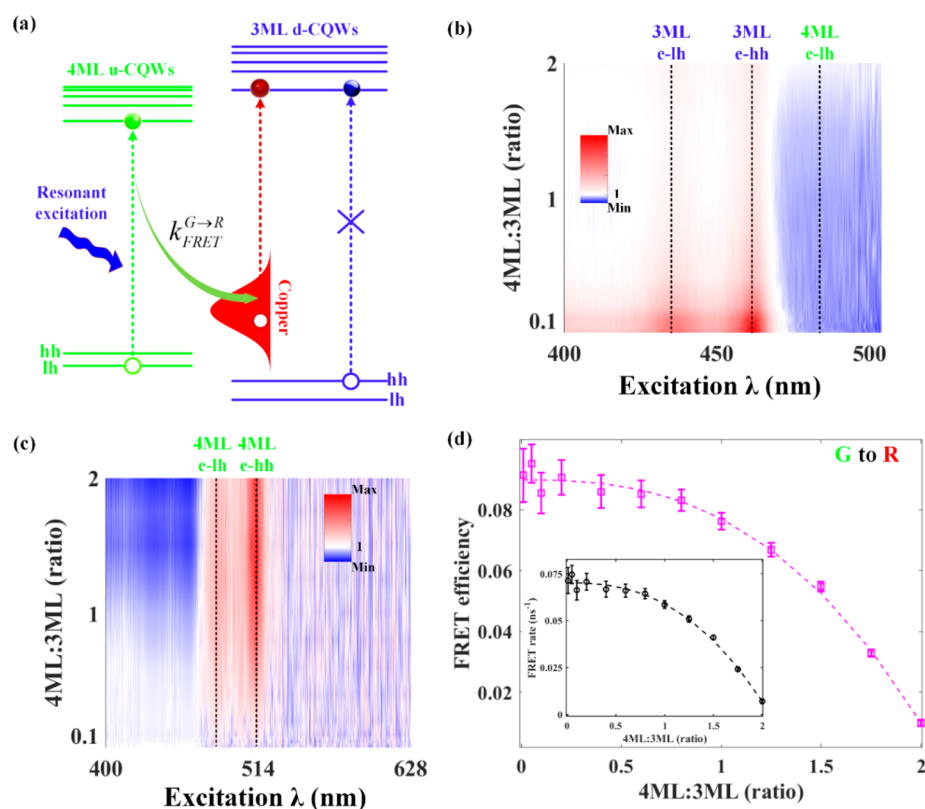 (a)
3ML d-CQWs
4ML u-CQWs
Resonant
excitation
k_{FRET}^{G→R}
Copper
hh
lh
hh
lh
(b)
3ML
e-lh
3ML
e-hh
4ML
e-lh
2
1
0.1
4ML:3ML (ratio)
Max
1
Min
400
450
500
Excitation λ (nm)
(c)
4ML
e-lh
4ML
e-hh
2
1
0.1
4ML:3ML (ratio)
Max
1
Min
400
514
628
Excitation λ (nm)
(d)
G to R
0.08
0.06
0.04
0.02
FRET efficiency
0
0.5
1
1.5
2
4ML:3ML (ratio)
0.075
0.05
0.025
0
FRET rate (ns⁻¹)
0
0.5
1
1.5
2
4ML:3ML (ratio)